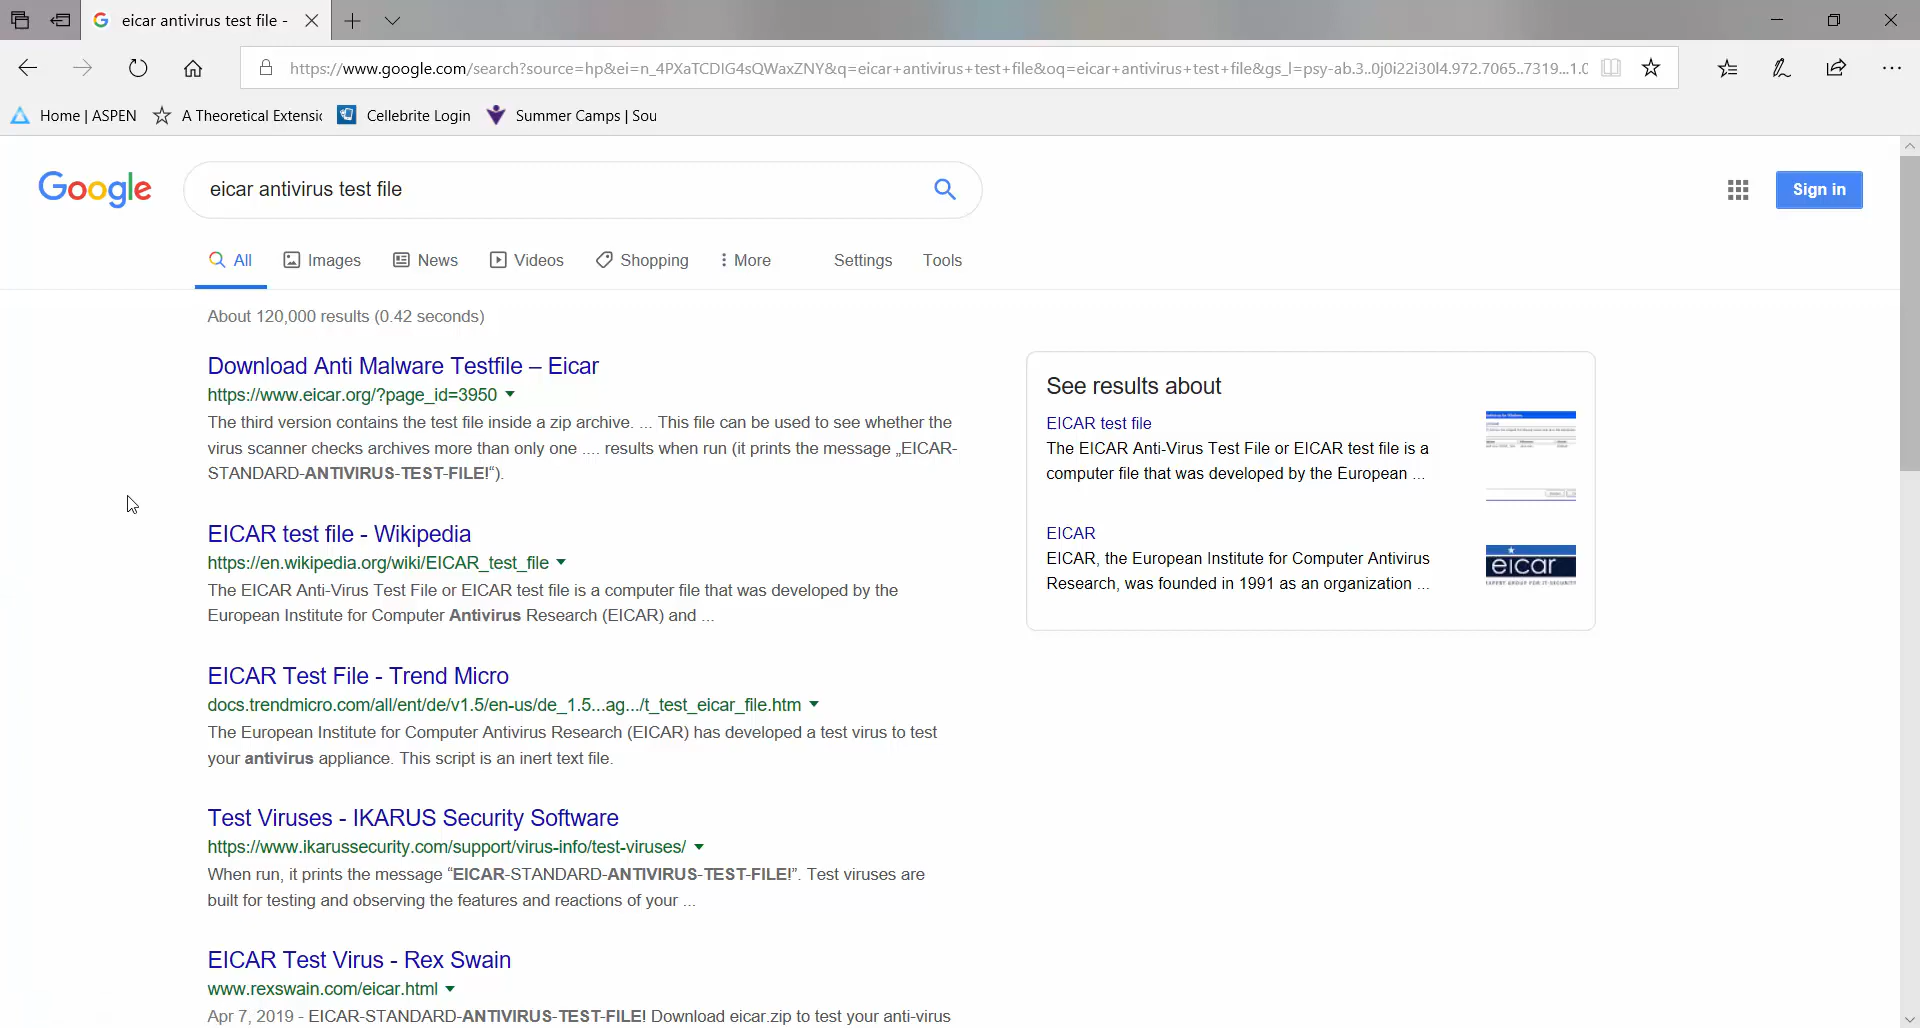 eicar antivirus test file -
https://www.google.com/search?source=hp&ei=n_4PXaTCDIG4sQWaxZNY&q=eicar+antivirus+test+file&oq=eicar+antivirus+test+file&gs_l=psy-ab.3..0j0i22i30l4.972.7065..7319...1.0
Home | ASPEN A Theoretical Extensic Cellebrite Login Summer Camps | Sou
Google eicar antivirus test file Sign in
All Images News Videos Shopping More Settings Tools
About 120,000 results (0.42 seconds)
Download Anti Malware Testfile – Eicar
https://www.eicar.org/?page_id=3950
The third version contains the test file inside a zip archive. ... This file can be used to see whether the
virus scanner checks archives more than only one .... results when run (it prints the message „EICAR-
STANDARD-ANTIVIRUS-TEST-FILE!“).
EICAR test file - Wikipedia
https://en.wikipedia.org/wiki/EICAR_test_file
The EICAR Anti-Virus Test File or EICAR test file is a computer file that was developed by the
European Institute for Computer Antivirus Research (EICAR) and ...
EICAR Test File - Trend Micro
docs.trendmicro.com/all/ent/de/v1.5/en-us/de_1.5...ag.../t_test_eicar_file.htm
The European Institute for Computer Antivirus Research (EICAR) has developed a test virus to test
your antivirus appliance. This script is an inert text file.
Test Viruses - IKARUS Security Software
https://www.ikarussecurity.com/support/virus-info/test-viruses/
When run, it prints the message “EICAR-STANDARD-ANTIVIRUS-TEST-FILE!”. Test viruses are
built for testing and observing the features and reactions of your ...
EICAR Test Virus - Rex Swain
www.rexswain.com/eicar.html
Apr 7, 2019 - EICAR-STANDARD-ANTIVIRUS-TEST-FILE! Download eicar.zip to test your anti-virus
See results about
EICAR test file
The EICAR Anti-Virus Test File or EICAR test file is a
computer file that was developed by the European ...
EICAR
EICAR, the European Institute for Computer Antivirus
Research, was founded in 1991 as an organization ...
eicar
EXPERT GROUP FOR IT-SECURITY